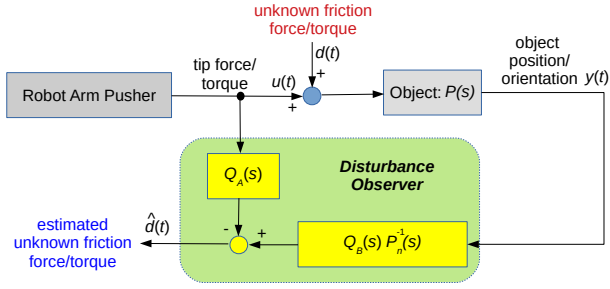 unknown friction
force/torque
d(t)
+
tip force/
torque
u(t)
+
object
position/
orientation
y(t)
Robot Arm Pusher
Object: P(s)
Q_A(s)
Disturbance
Observer
-
+
d̂(t)
Q_B(s) P_n^-1(s)
estimated
unknown friction
force/torque